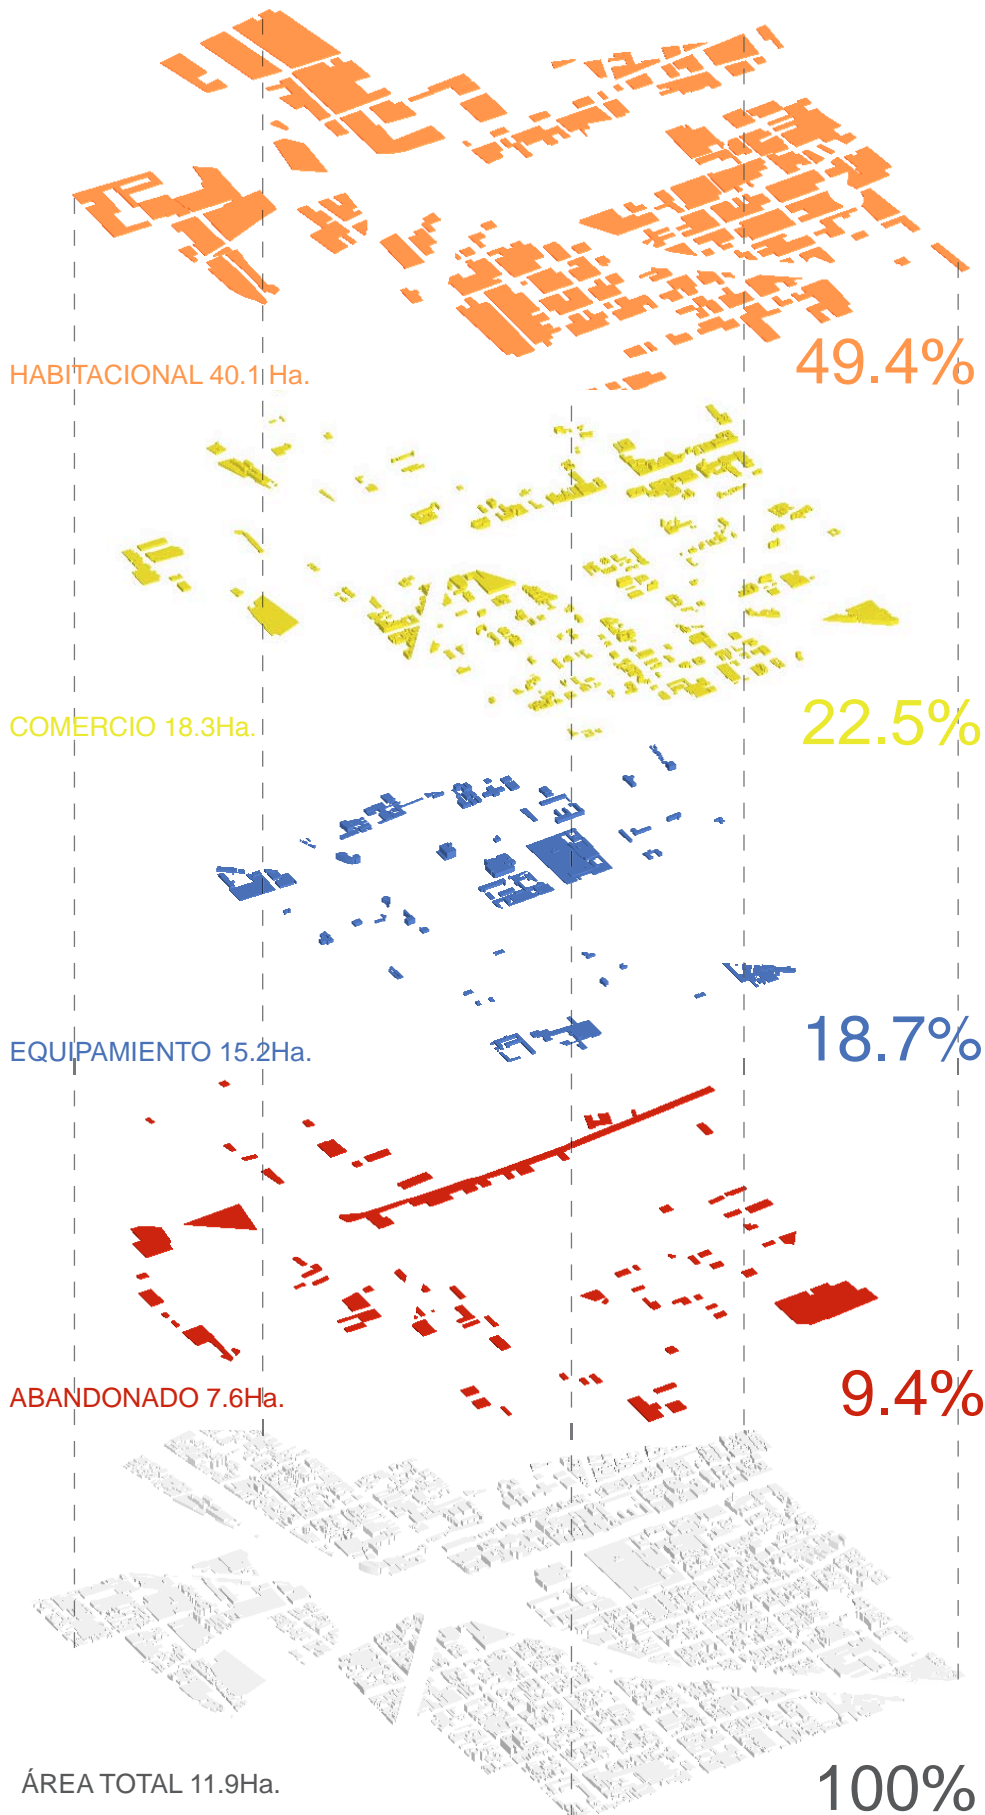 HABITACIONAL 40.1 Ha.
49.4%
COMERCIO 18.3Ha.
22.5%
EQUIPAMIENTO 15.2Ha.
18.7%
ABANDONADO 7.6Ha.
9.4%
ÁREA TOTAL 11.9Ha.
100%